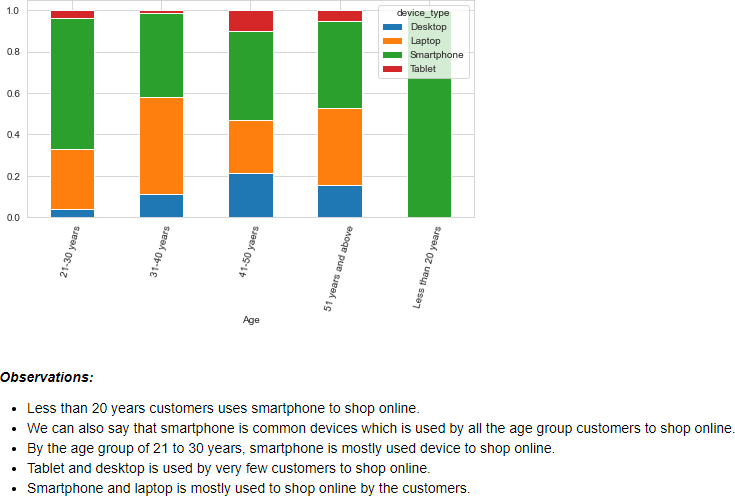 1.0
0.8
0.6
0.4
0.2
0.0
device_type
Desktop
Laptop
Smartphone
Tablet
21-30 years
31-40 years
41-50 yaers
51 years and above
Less than 20 years
Age
Observations:
• Less than 20 years customers uses smartphone to shop online.
• We can also say that smartphone is common devices which is used by all the age group customers to shop online.
• By the age group of 21 to 30 years, smartphone is mostly used device to shop online.
• Tablet and desktop is used by very few customers to shop online.
• Smartphone and laptop is mostly used to shop online by the customers.